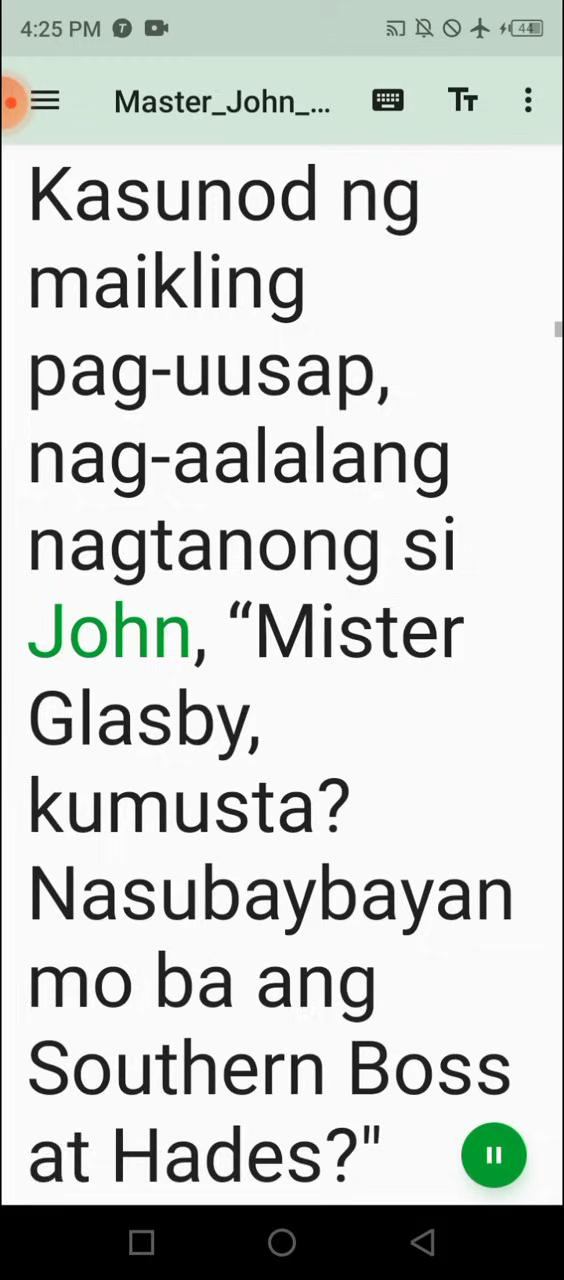 4:25 PM
44
Master_John_...
Kasunod ng
maikling
pag-uusap,
nag-aalalang
nagtanong si
John, “Mister
Glasby,
kumusta?
Nasubaybayan
mo ba ang
Southern Boss
at Hades?"